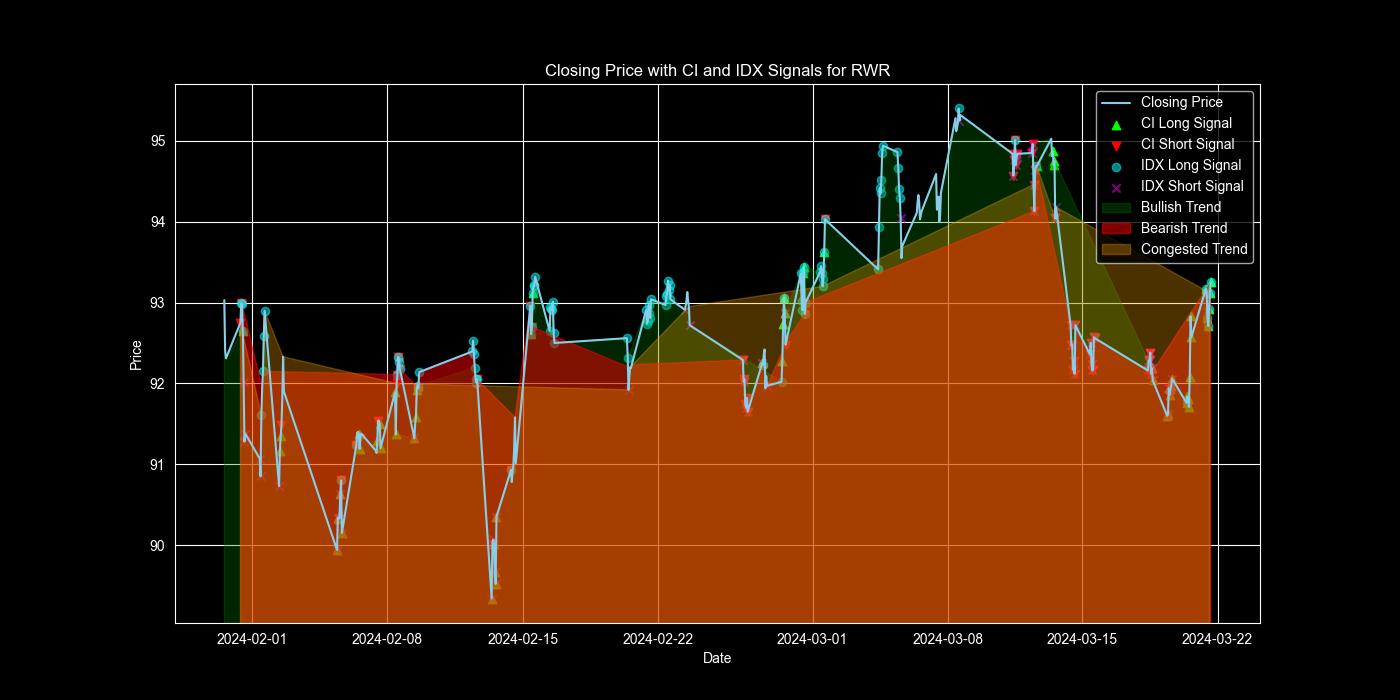 Closing Price with CI and IDX Signals for RWR
Closing Price
CI Long Signal
CI Short Signal
IDX Long Signal
IDX Short Signal
Bullish Trend
Bearish Trend
Congested Trend
Price
95
94
93
92
91
90
2024-02-01 2024-02-08 2024-02-15 2024-02-22 2024-03-01 2024-03-08 2024-03-15 2024-03-22
Date